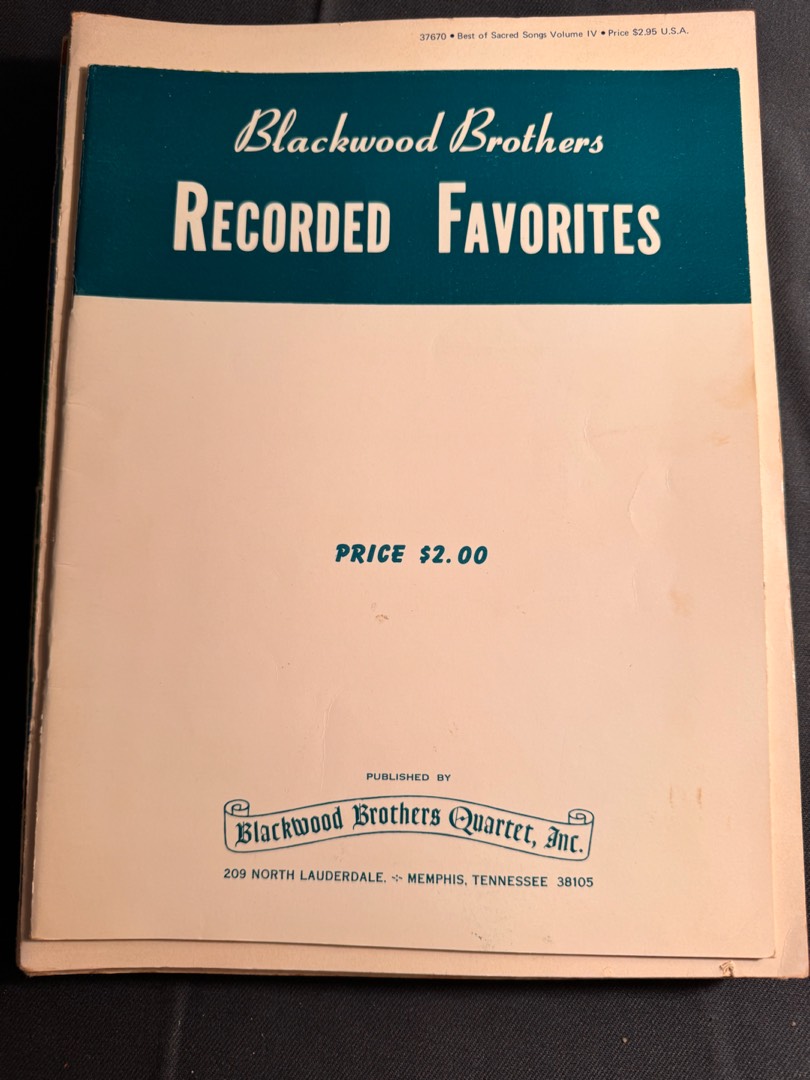 37670 • Best of Sacred Songs Volume IV • Price $2.95 U.S.A.
Blackwood Brothers
RECORDED FAVORITES
PRICE $2.00
PUBLISHED BY
Blackwood Brothers Quartet, Inc.
209 NORTH LAUDERDALE. ⁘ MEMPHIS, TENNESSEE 38105